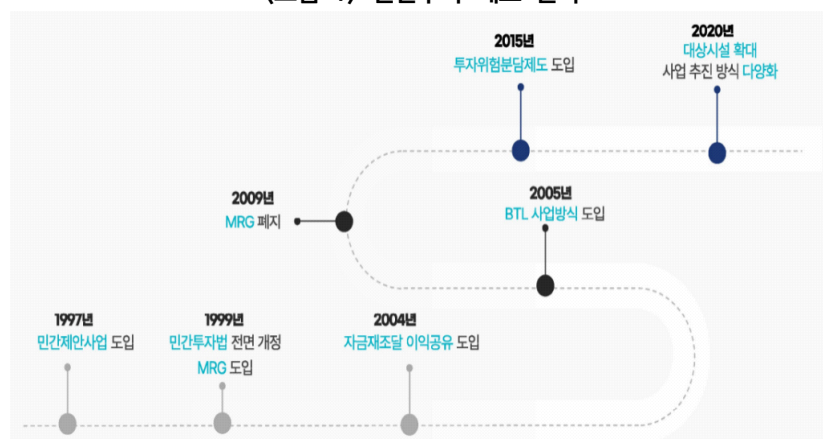 2015년
투자위험분담제도 도입
2020년
대상시설 확대
사업 추진 방식 다양화
2009년
MRG 폐지
2005년
BTL 사업방식 도입
1997년
민간제안사업 도입
1999년
민간투자법 전면 개정
MRG 도입
2004년
자금재조달 이익공유 도입